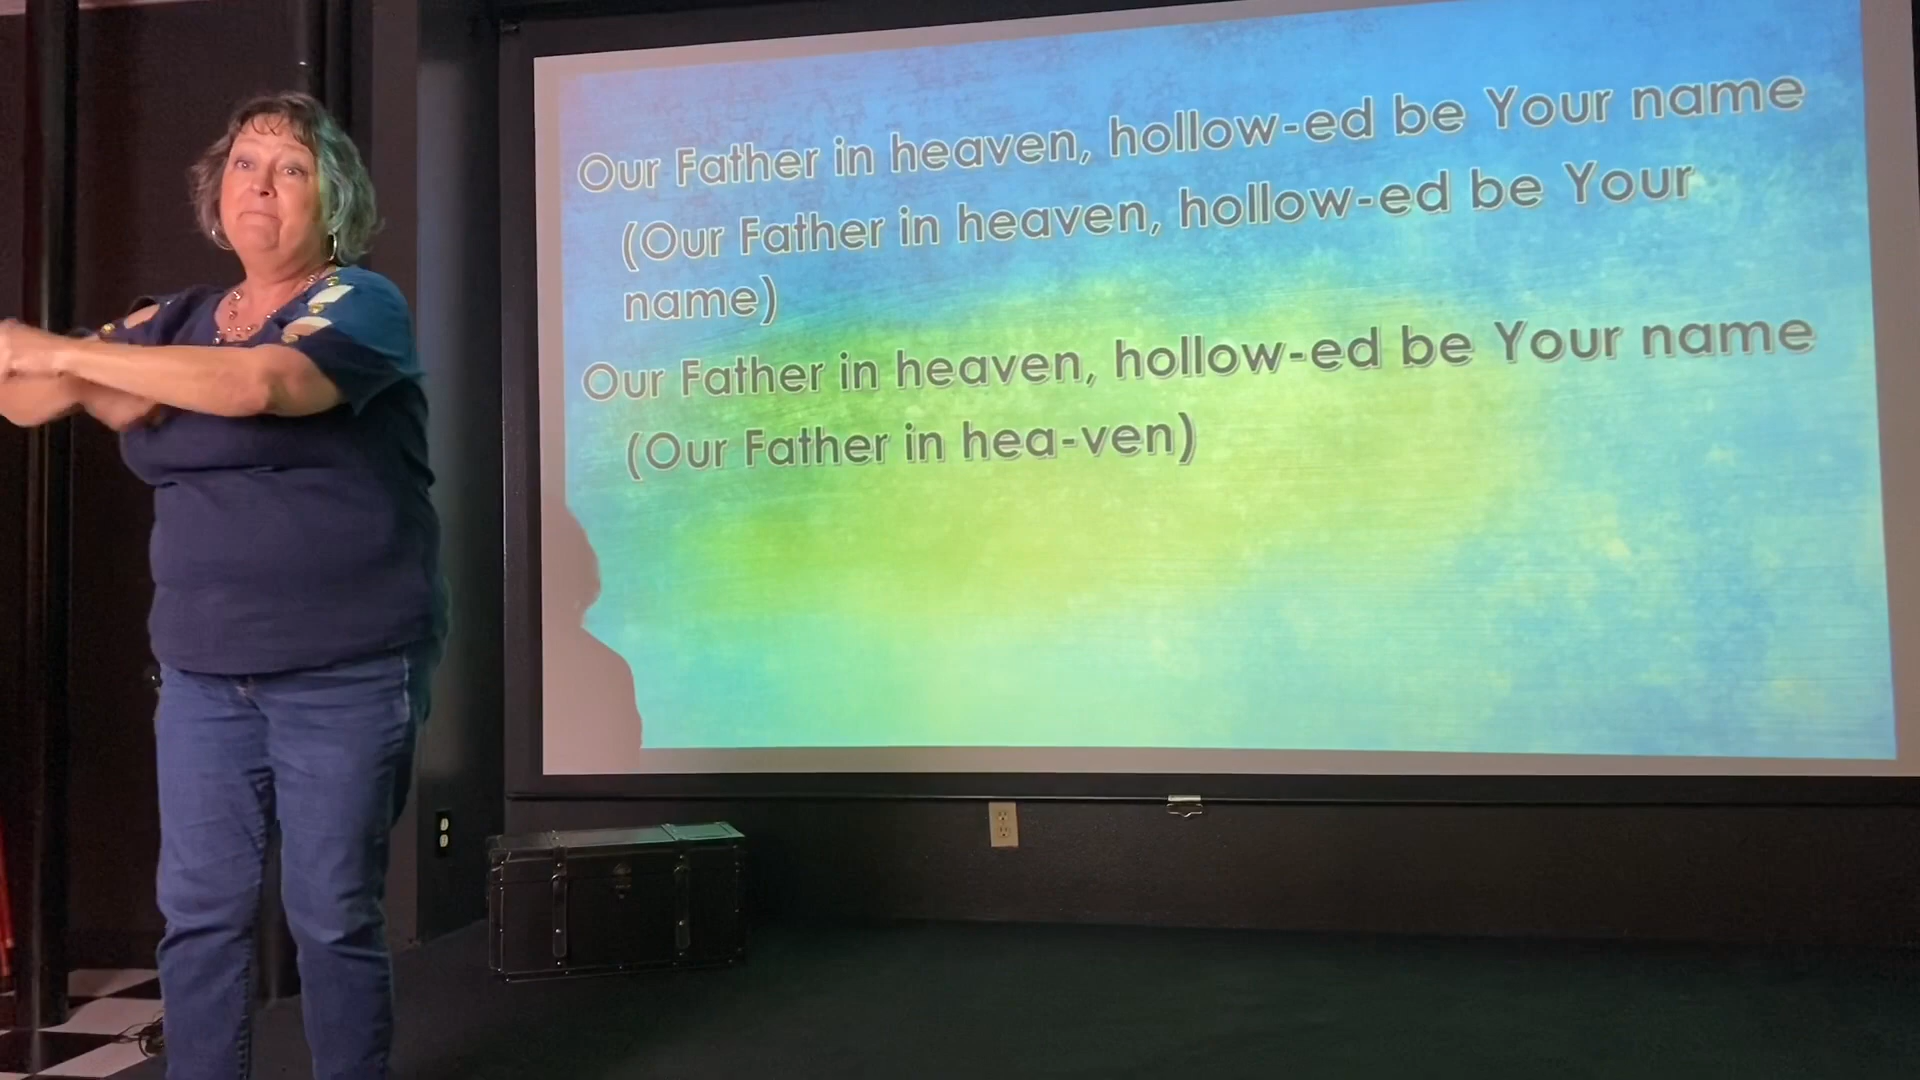 Our Father in heaven, hollow-ed be Your name
(Our Father in heaven, hollow-ed be Your
name)
Our Father in heaven, hollow-ed be Your name
(Our Father in hea-ven)